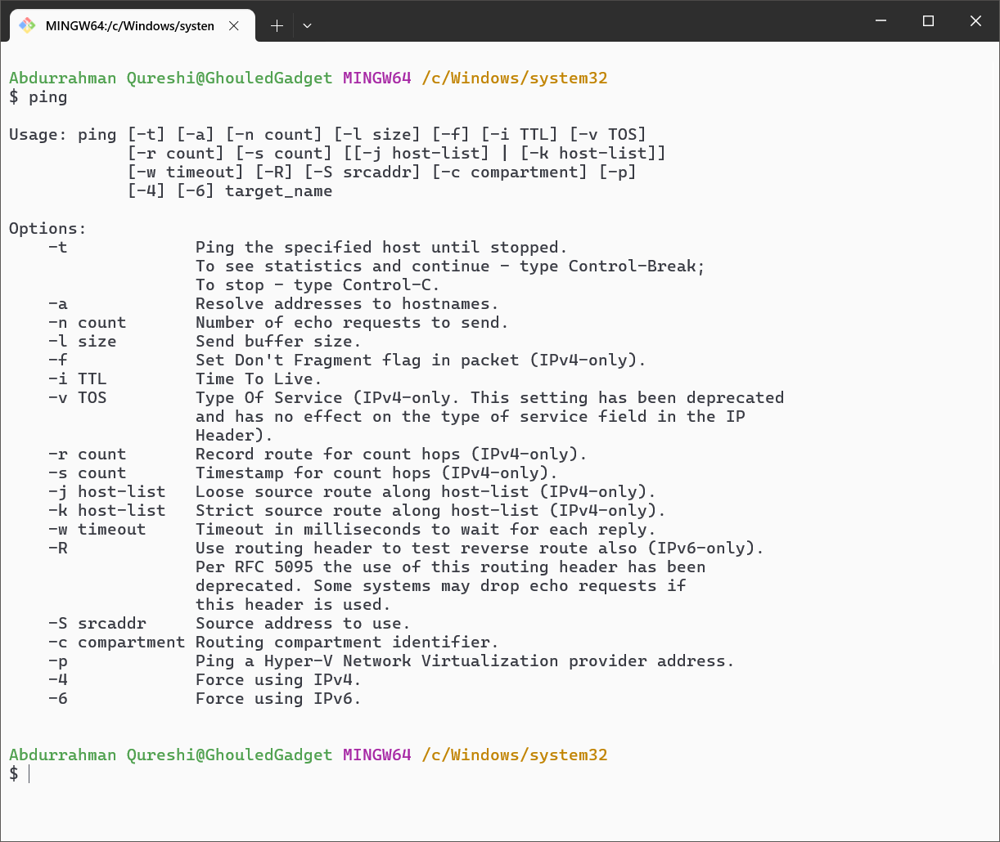 MINGW64:/c/Windows/systen
Abdurrahman Qureshi@GhouledGadget MINGW64 /c/Windows/system32
$ ping
Usage: ping [-t] [-a] [-n count] [-l size] [-f] [-i TTL] [-v TOS]
            [-r count] [-s count] [[-j host-list] | [-k host-list]]
            [-w timeout] [-R] [-S srcaddr] [-c compartment] [-p]
            [-4] [-6] target_name
Options:
    -t             Ping the specified host until stopped.
                   To see statistics and continue - type Control-Break;
                   To stop - type Control-C.
    -a             Resolve addresses to hostnames.
    -n count       Number of echo requests to send.
    -l size        Send buffer size.
    -f             Set Don't Fragment flag in packet (IPv4-only).
    -i TTL         Time To Live.
    -v TOS         Type Of Service (IPv4-only. This setting has been deprecated
                   and has no effect on the type of service field in the IP
                   Header).
    -r count       Record route for count hops (IPv4-only).
    -s count       Timestamp for count hops (IPv4-only).
    -j host-list   Loose source route along host-list (IPv4-only).
    -k host-list   Strict source route along host-list (IPv4-only).
    -w timeout     Timeout in milliseconds to wait for each reply.
    -R             Use routing header to test reverse route also (IPv6-only).
                   Per RFC 5095 the use of this routing header has been
                   deprecated. Some systems may drop echo requests if
                   this header is used.
    -S srcaddr     Source address to use.
    -c compartment Routing compartment identifier.
    -p             Ping a Hyper-V Network Virtualization provider address.
    -4             Force using IPv4.
    -6             Force using IPv6.
Abdurrahman Qureshi@GhouledGadget MINGW64 /c/Windows/system32
$